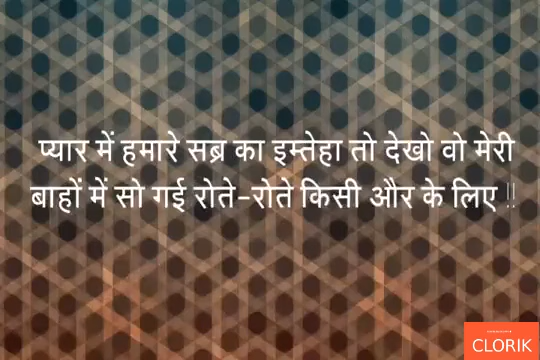 प्यार में हमारे सब्र का इम्तेहा तो देखो वो मेरी
बाहों में सो गई रोते-रोते किसी और के लिए !!
CLORIK